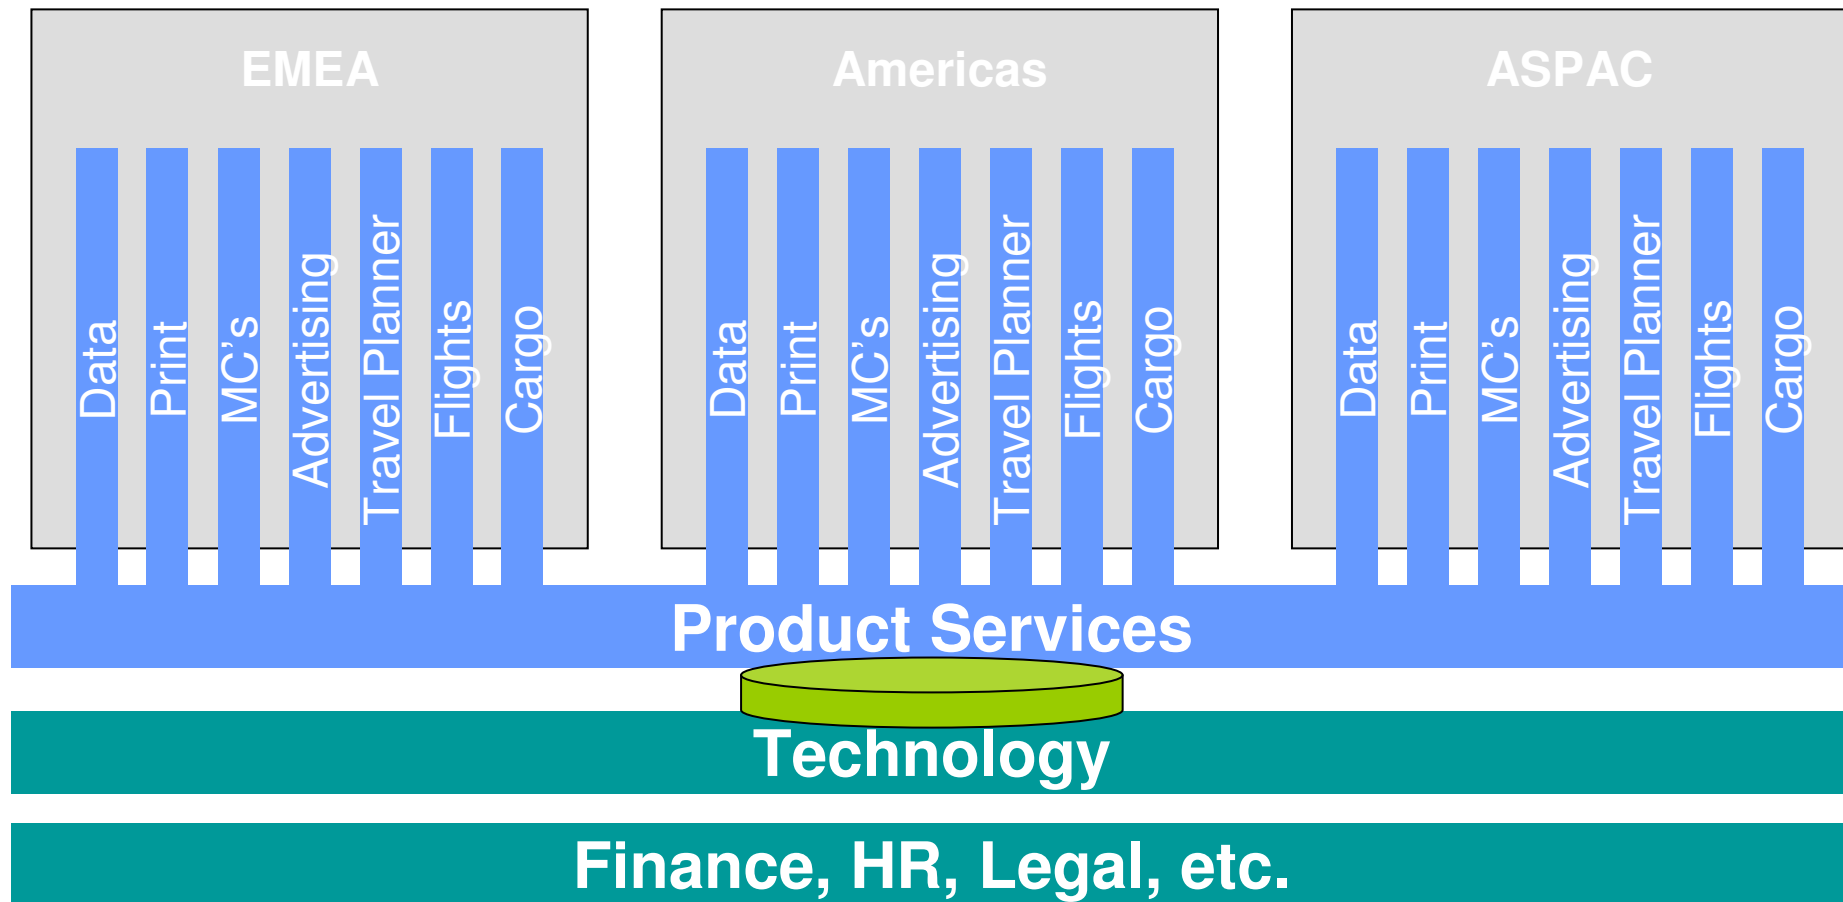 EMEA
Data
Print
MC's
Advertising
Travel Planner
Flights
Cargo
Americas
Data
Print
MC's
Advertising
Travel Planner
Flights
Cargo
ASPAC
Data
Print
MC's
Advertising
Travel Planner
Flights
Cargo
Product Services
Technology
Finance, HR, Legal, etc.